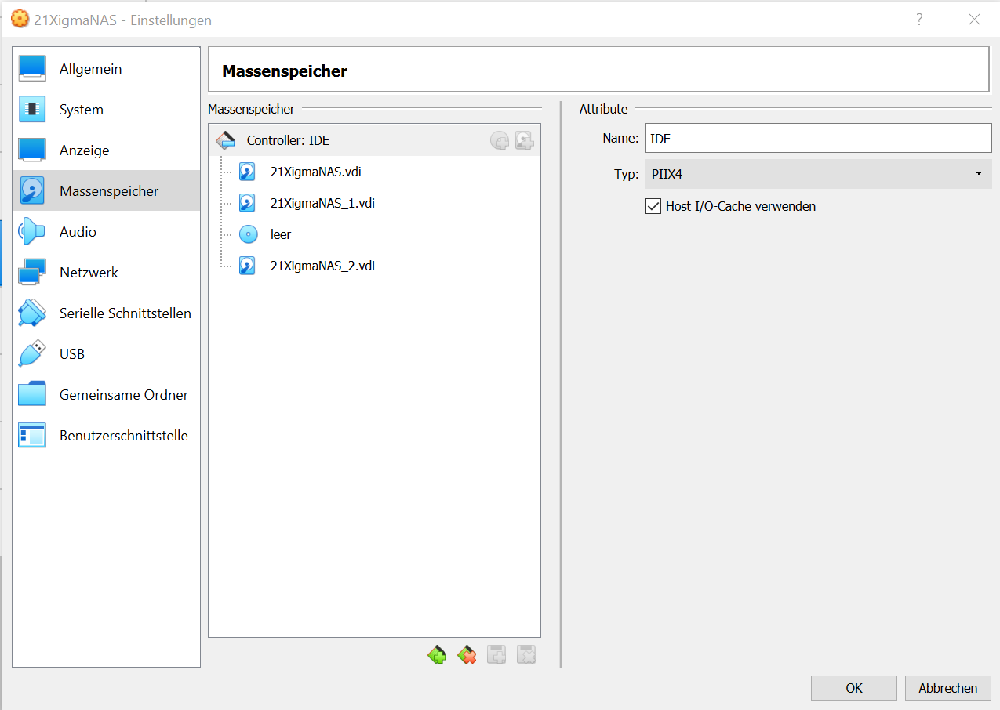 21XigmaNAS - Einstellungen
?
Allgemein
System
Anzeige
Massenspeicher
Audio
Netzwerk
Serielle Schnittstellen
USB
Gemeinsame Ordner
Benutzerschnittstelle
Massenspeicher
Massenspeicher
Controller: IDE
21XigmaNAS.vdi
21XigmaNAS_1.vdi
leer
21XigmaNAS_2.vdi
Attribute
Name: IDE
Typ: PIIX4
Host I/O-Cache verwenden
OK
Abbrechen